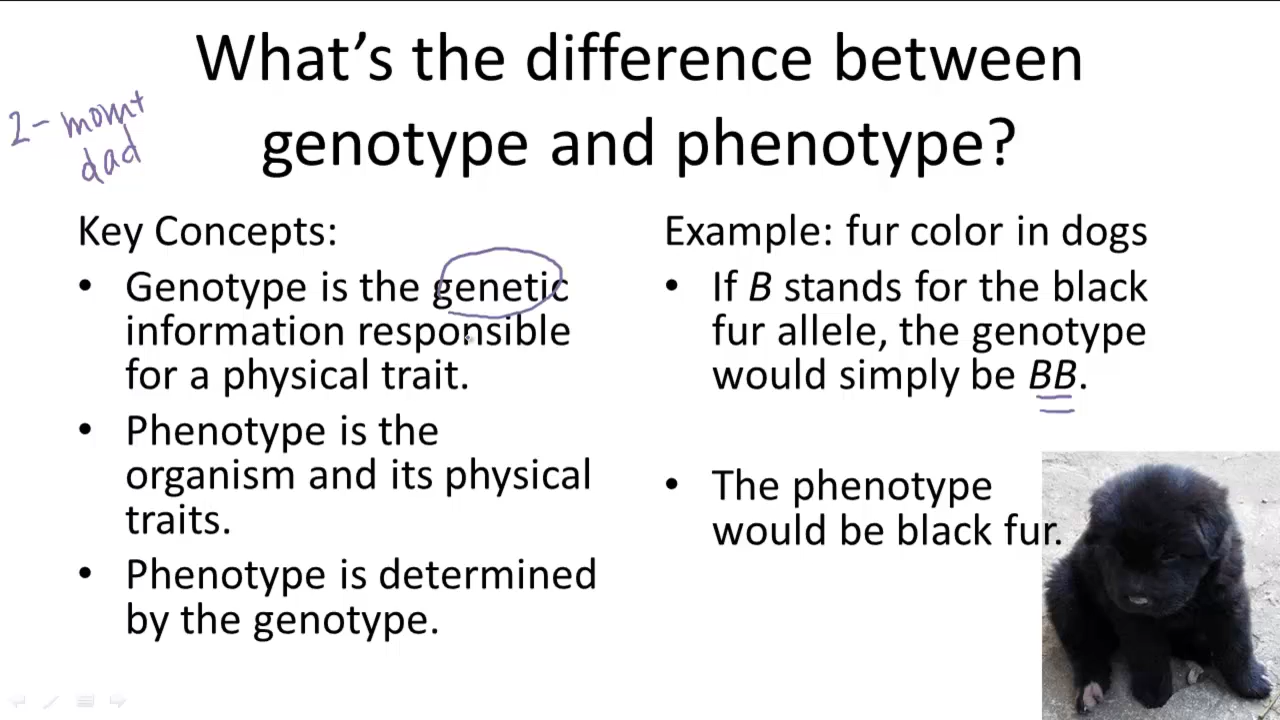 What's the difference between
genotype and phenotype?
2 - mom +
dad
Key Concepts:
• Genotype is the genetic
information responsible
for a physical trait.
• Phenotype is the
organism and its physical
traits.
• Phenotype is determined
by the genotype.
Example: fur color in dogs
• If B stands for the black
fur allele, the genotype
would simply be BB.
• The phenotype
would be black fur.